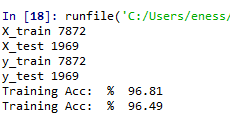 In [18]: runfile('C:/Users/eness/
X_train 7872
X_test 1969
y_train 7872
y_test 1969
Training Acc:  %  96.81
Training Acc:  %  96.49